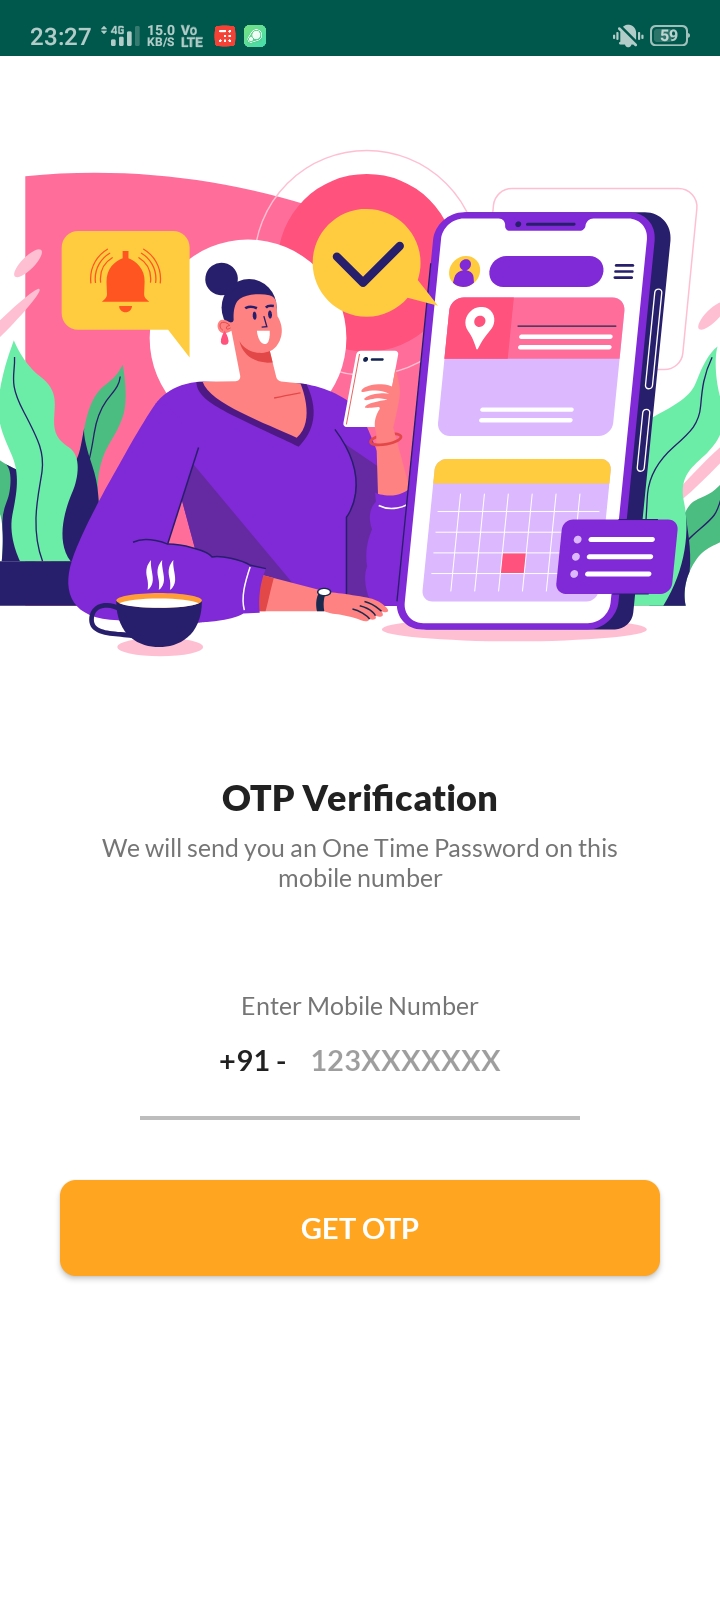 23:27 4G 15.0 KB/S Vo LTE 59
OTP Verification
We will send you an One Time Password on this
mobile number
Enter Mobile Number
+91 - 123XXXXXXX
GET OTP